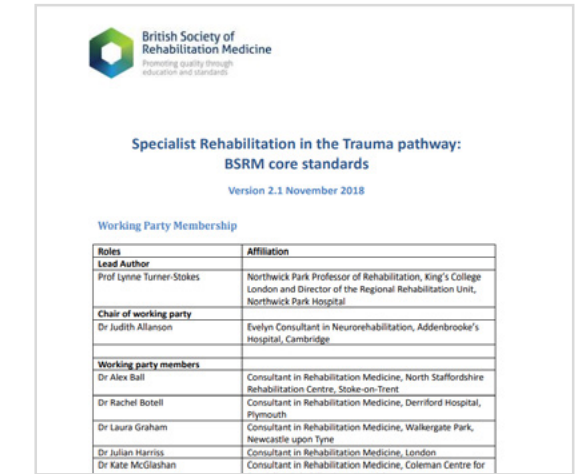 British Society of
Rehabilitation Medicine
Promoting quality through
education and standards
Specialist Rehabilitation in the Trauma pathway:
BSRM core standards
Version 2.1 November 2018
Working Party Membership
Roles Affiliation
Lead Author
Prof Lynne Turner-Stokes Northwick Park Professor of Rehabilitation, King's College
London and Director of the Regional Rehabilitation Unit,
Northwick Park Hospital
Chair of working party
Dr Judith Allanson Evelyn Consultant in Neurorehabilitation, Addenbrooke's
Hospital, Cambridge
Working party members
Dr Alex Ball Consultant in Rehabilitation Medicine, North Staffordshire
Rehabilitation Centre, Stoke-on-Trent
Dr Rachel Botell Consultant in Rehabilitation Medicine, Derriford Hospital,
Plymouth
Dr Laura Graham Consultant in Rehabilitation Medicine, Walkergate Park,
Newcastle upon Tyne
Dr Julian Harriss Consultant in Rehabilitation Medicine, London
Dr Kate McGlashan Consultant in Rehabilitation Medicine, Coleman Centre for